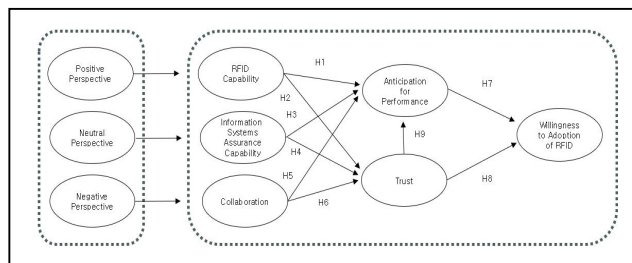 Positive
Perspective
Neutral
Perspective
Negative
Perspective
RFID
Capability
Information
Systems
Assurance
Capability
Collaboration
H1
H2
H3
H4
H5
H6
Anticipation
for
Performance
H9
Trust
H7
H8
Willingness
to Adoption
of RFID